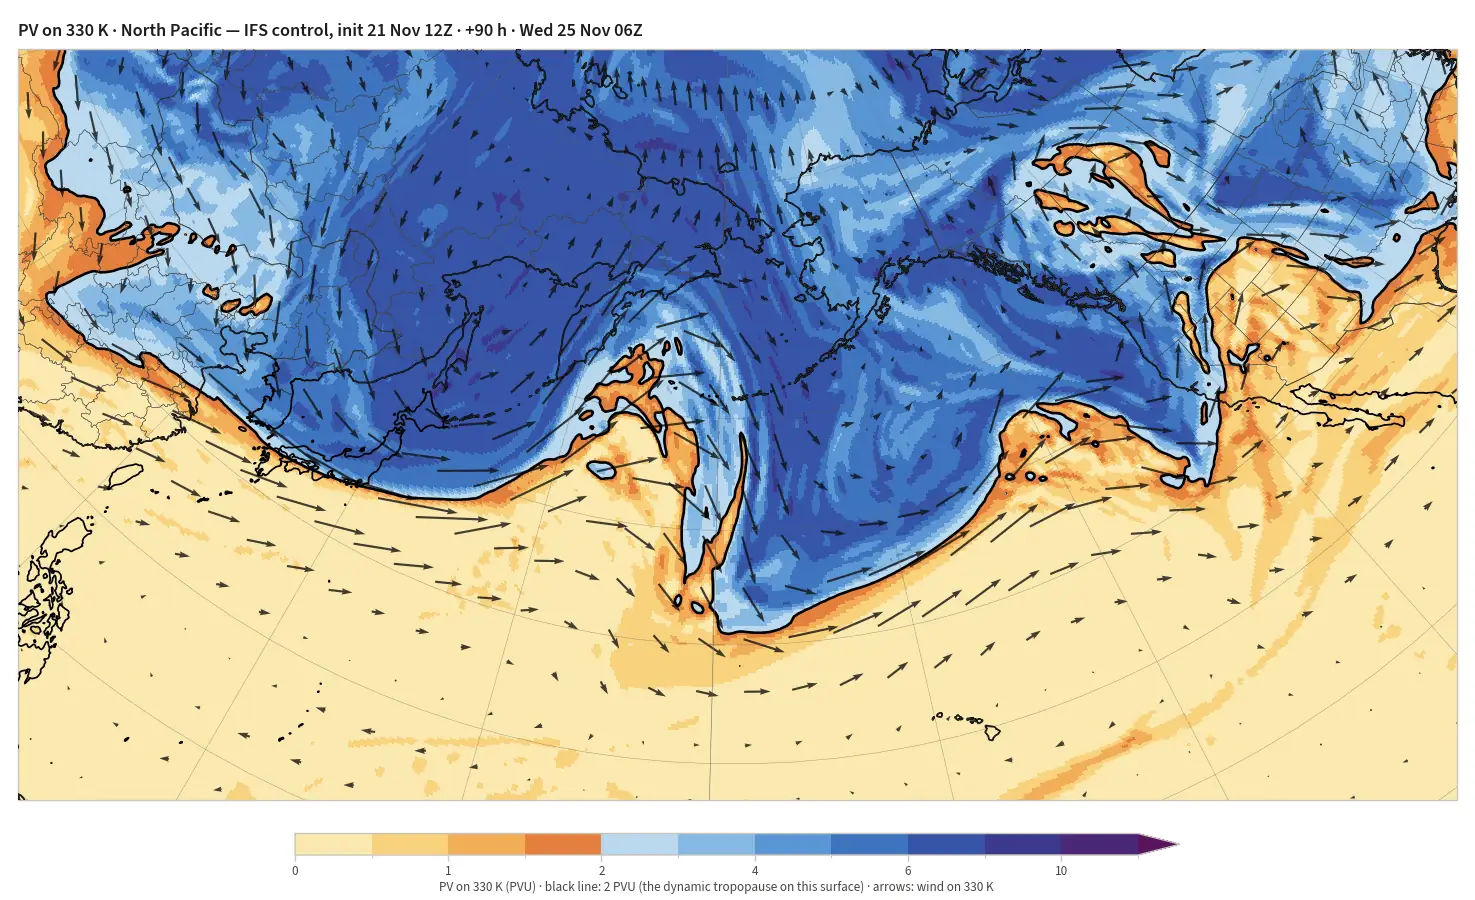 PV on 330 K · North Pacific — IFS control, init 21 Nov 12Z · +90 h · Wed 25 Nov 06Z
0 1 2 4 6 10
PV on 330 K (PVU) · black line: 2 PVU (the dynamic tropopause on this surface) · arrows: wind on 330 K